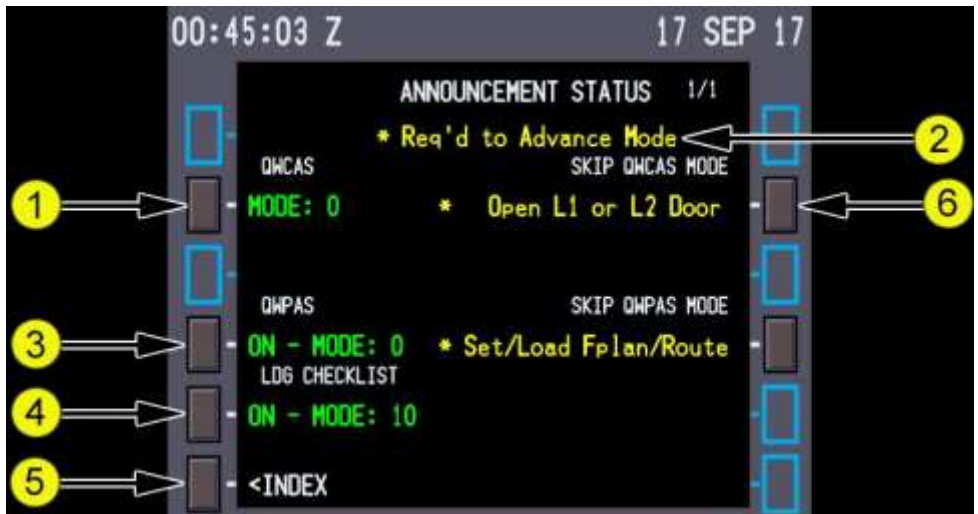 00:45:03 Z 17 SEP 17
ANNOUNCEMENT STATUS 1/1
* Req'd to Advance Mode
2
QWCAS SKIP QWCAS MODE
1 MODE: 0 * Open L1 or L2 Door 6
QWPAS SKIP QWPAS MODE
3 ON - MODE: 0 * Set/Load Fplan/Route
LDG CHECKLIST
4 ON - MODE: 10
5 <INDEX